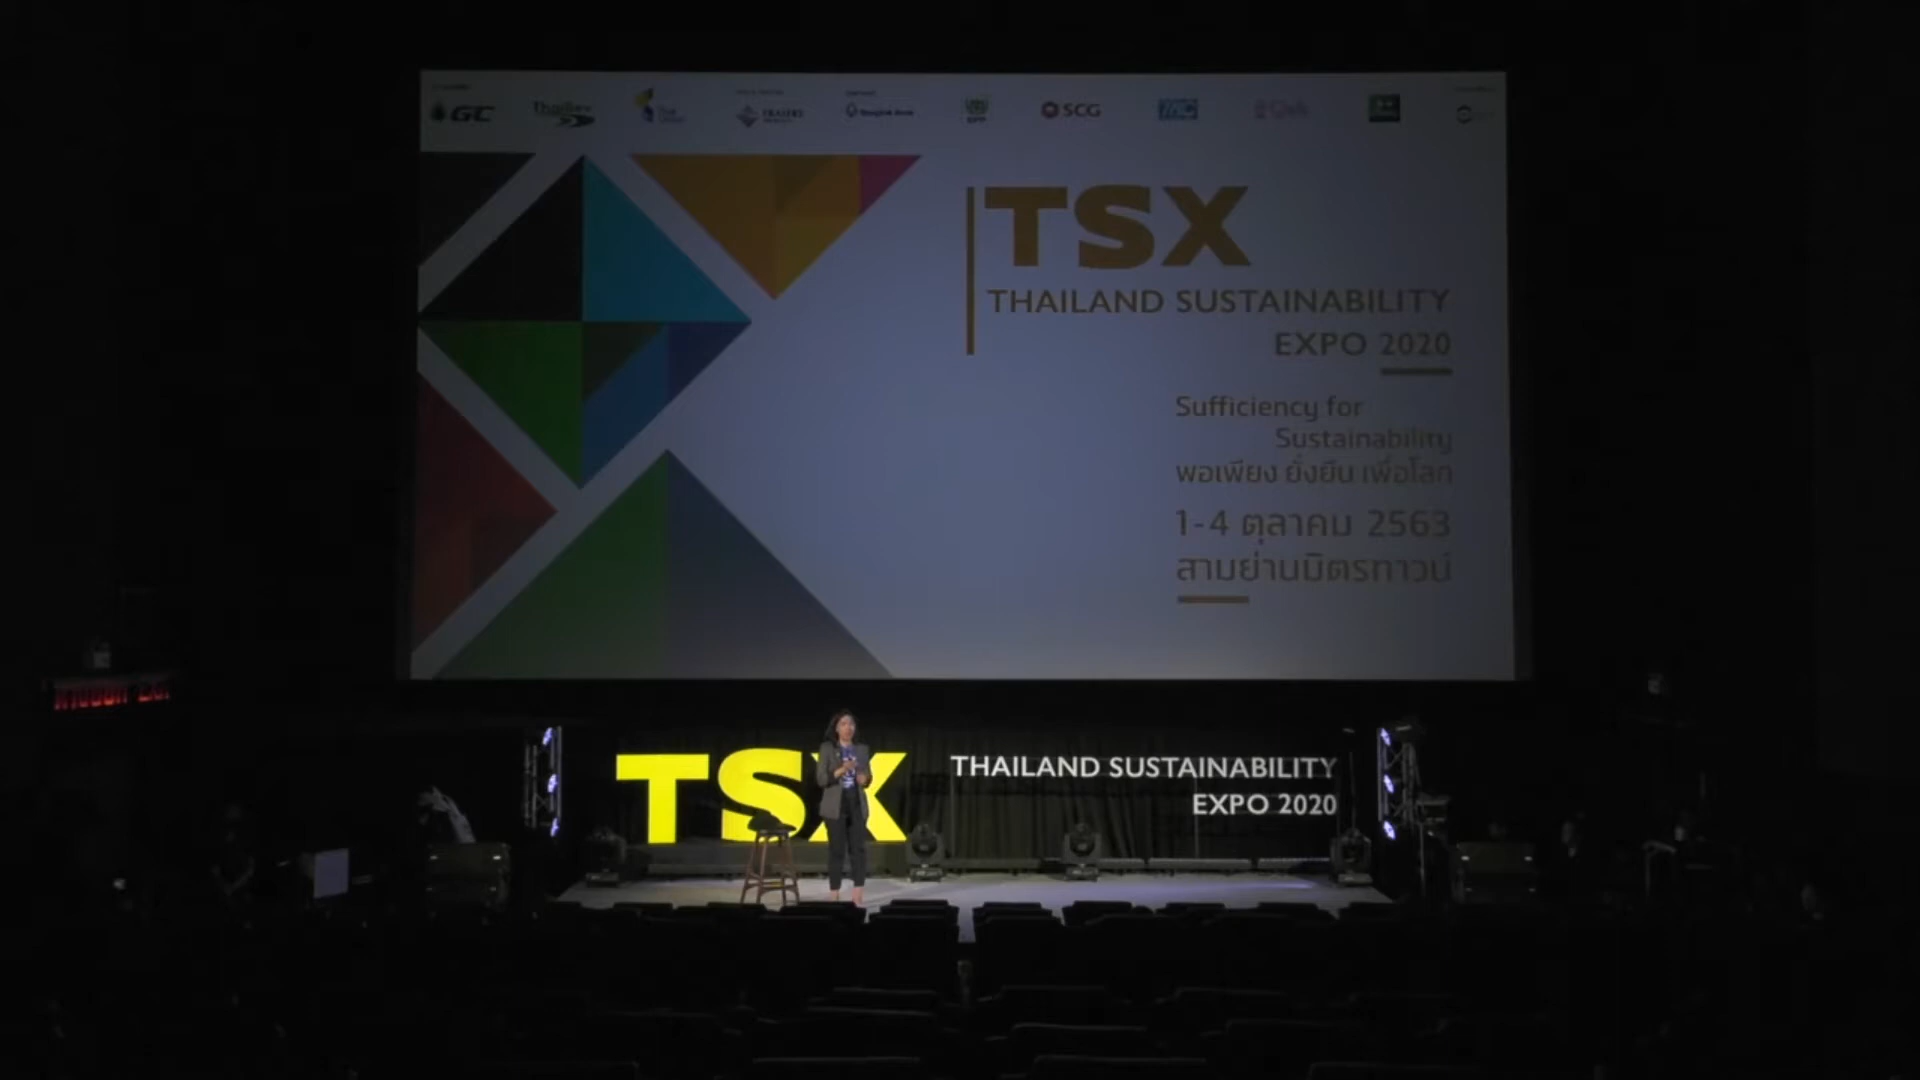 GC
ThaiBev
SCG
TSX
THAILAND SUSTAINABILITY
EXPO 2020
Sufficiency for
Sustainability
พอเพียง ยั่งยืน เพื่อโลก
1-4 ตุลาคม 2563
สามย่านมิตรทาวน์
TSX
THAILAND SUSTAINABILITY
EXPO 2020